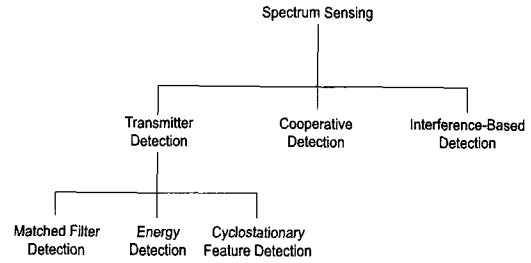 Spectrum Sensing
Transmitter
Detection
Cooperative
Detection
Interference-Based
Detection
Matched Filter
Detection
Energy
Detection
Cyclostationary
Feature Detection